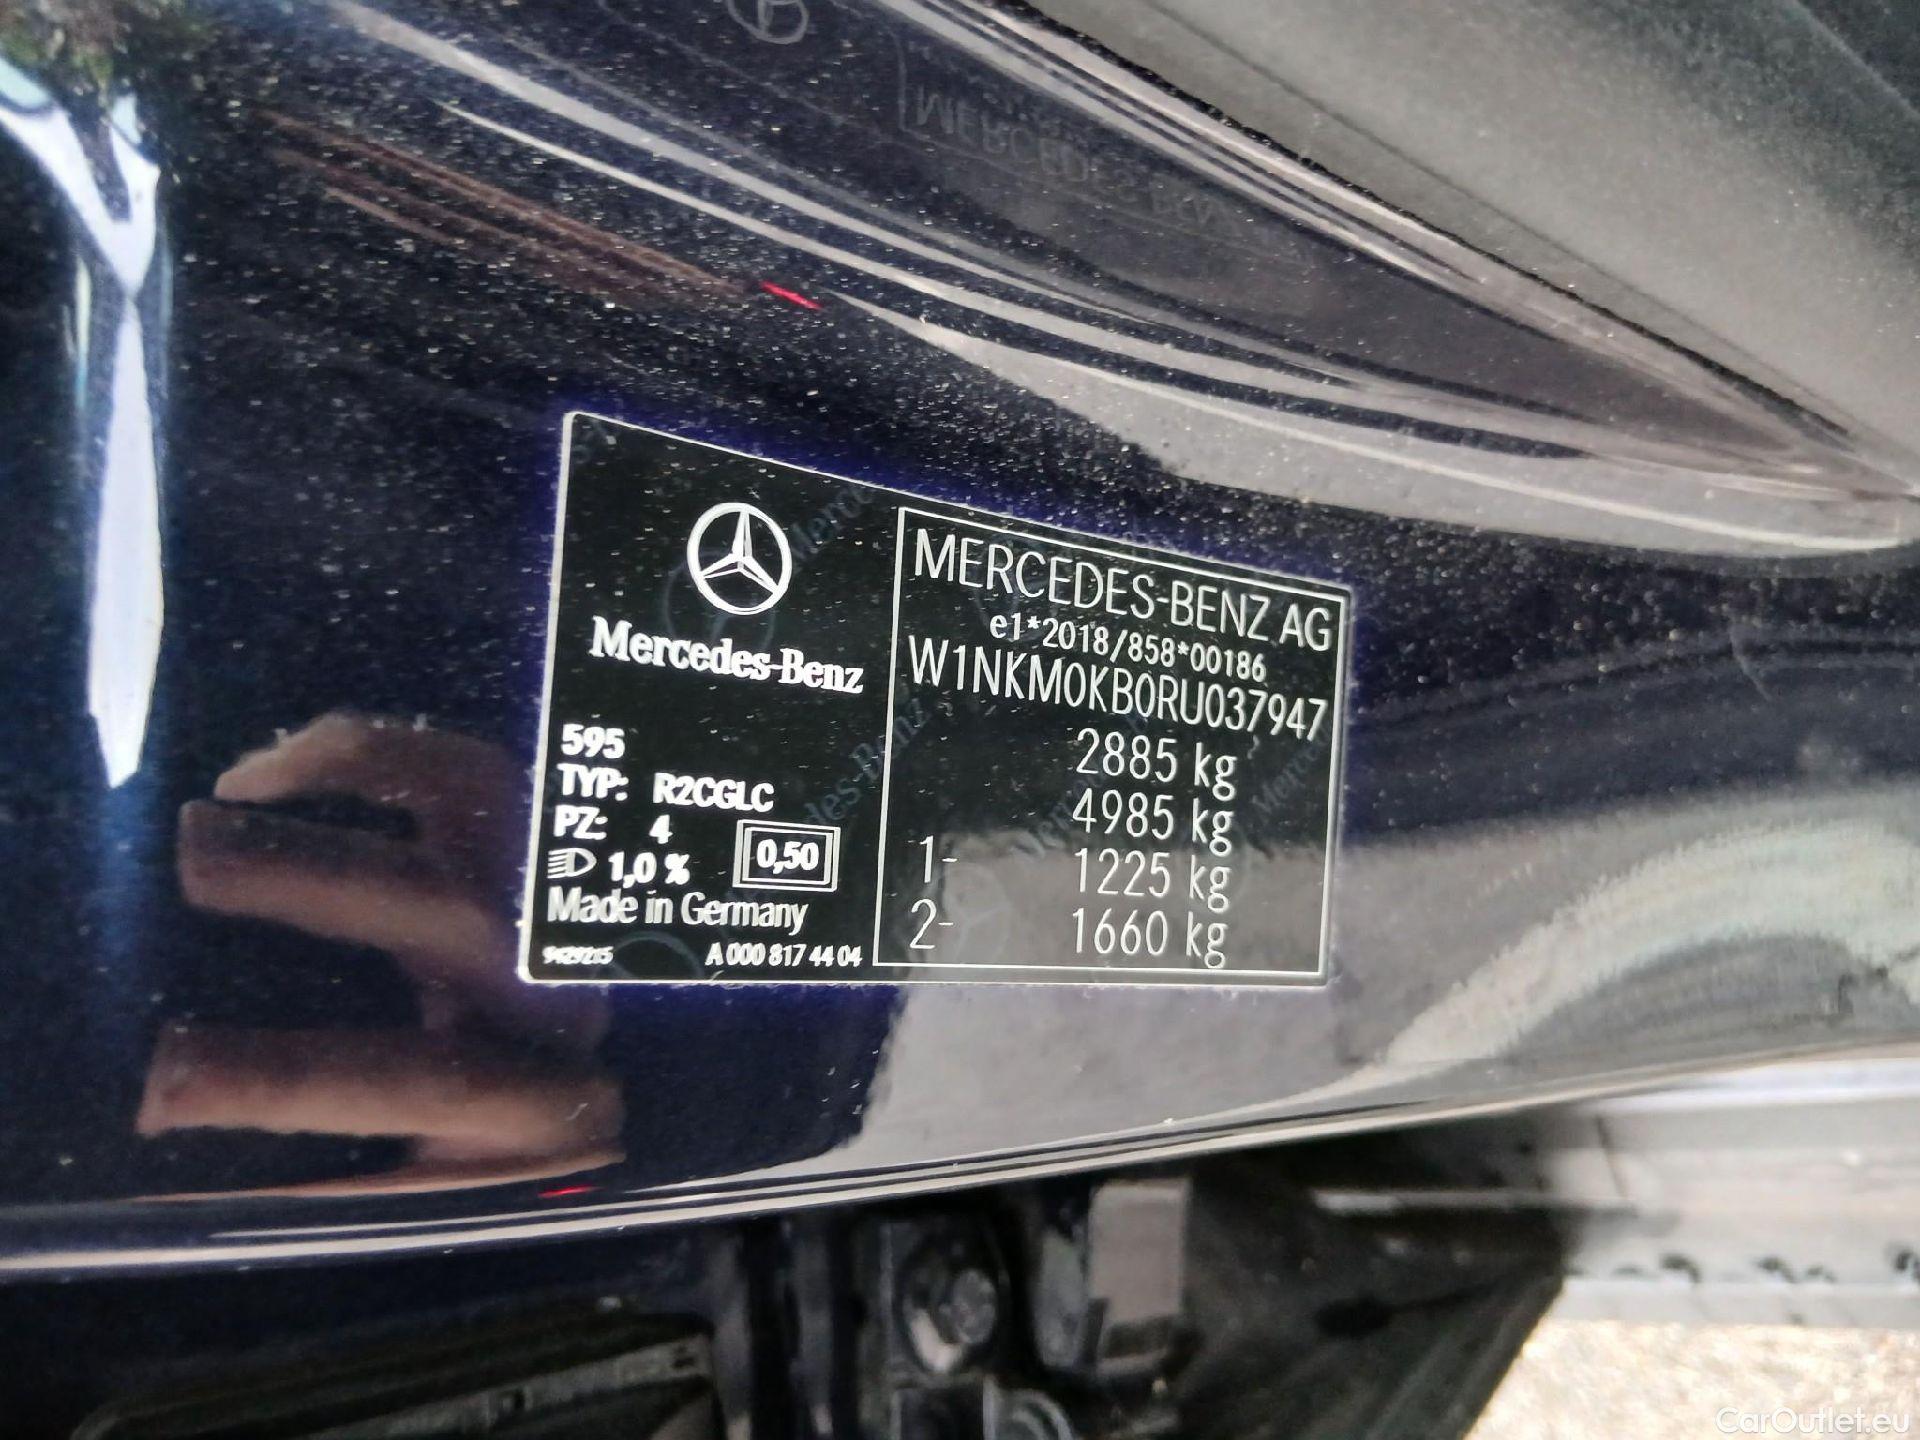 Mercedes-Benz
595
TYP: R2CGLC
PZ: 4
1,0 %
0,50
Made in Germany
A 000 817 44 04
MERCEDES-BENZ AG
e1*2018/858*00186
W1NKM0KB0RU037947
2885 kg
4985 kg
1- 1225 kg
2- 1660 kg
CarOutlet.eu